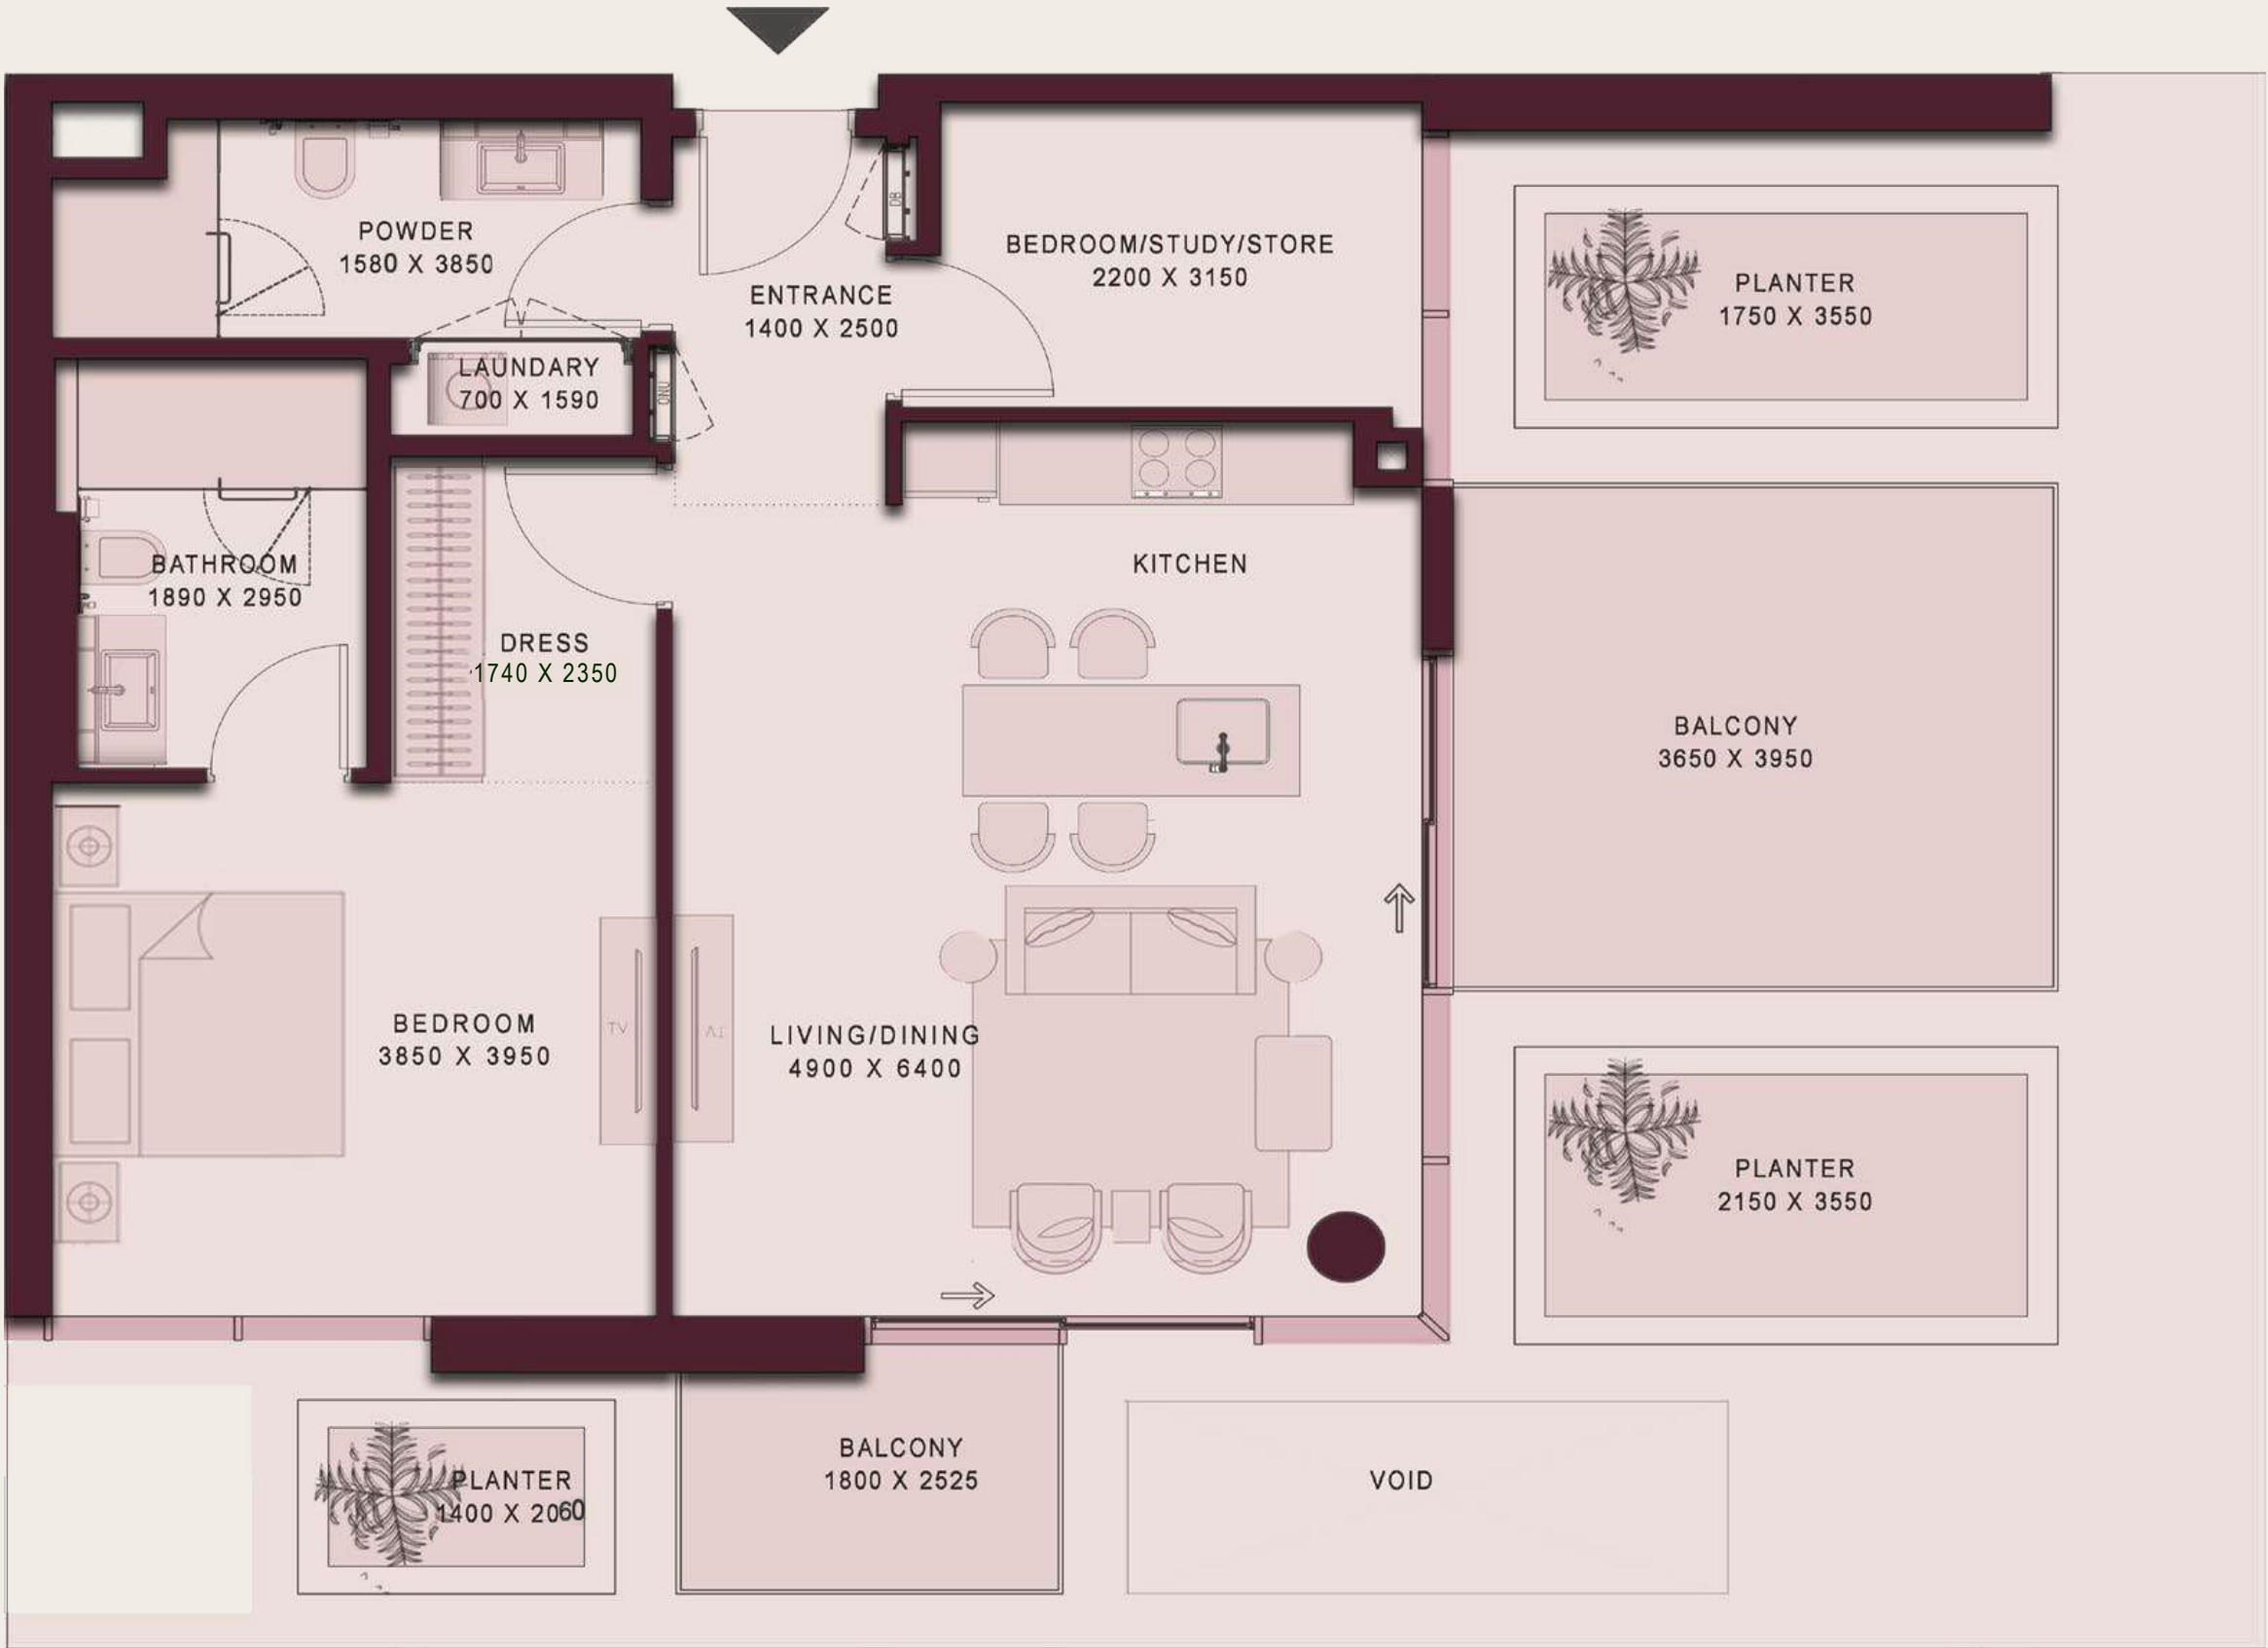 POWDER
1580 X 3850
DB
BEDROOM/STUDY/STORE
2200 X 3150
ENTRANCE
1400 X 2500
PLANTER
1750 X 3550
LAUNDARY
700 X 1590
ONU
BATHROOM
1890 X 2950
KITCHEN
DRESS
1740 X 2350
BALCONY
3650 X 3950
BEDROOM
3850 X 3950
TV
LIVING/DINING
4900 X 6400
PLANTER
2150 X 3550
PLANTER
1400 X 2060
BALCONY
1800 X 2525
VOID